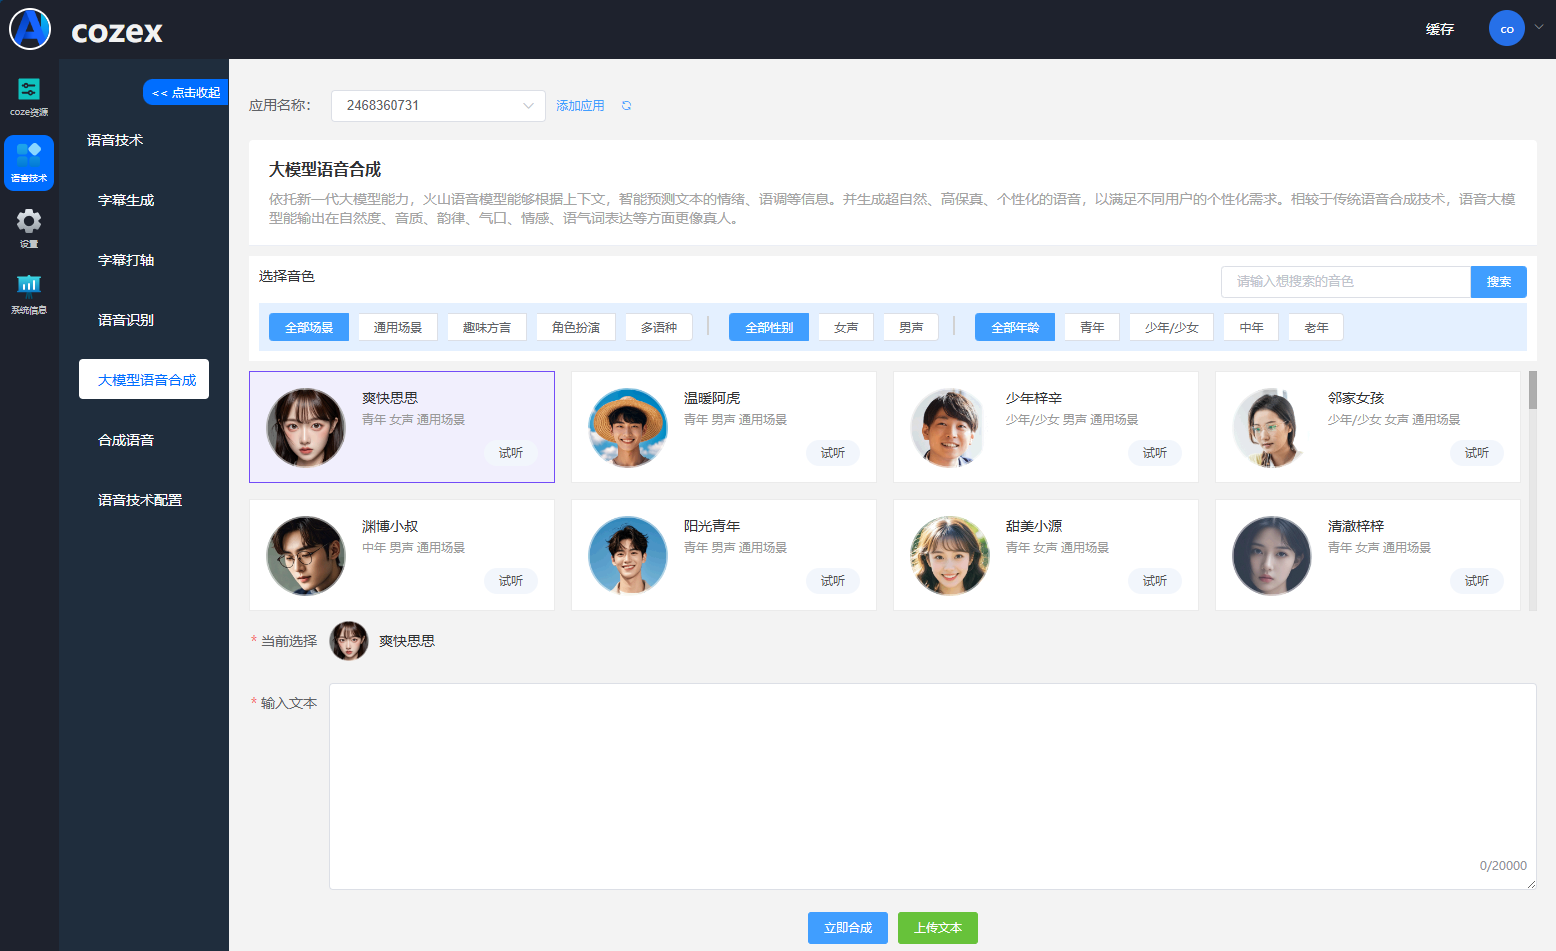 cozex
缓存
co
coze资源
语音技术
设置
系统信息
<< 点击收起
语音技术
字幕生成
字幕打轴
语音识别
大模型语音合成
合成语音
语音技术配置
应用名称：
2468360731
添加应用
大模型语音合成
依托新一代大模型能力，火山语音模型能够根据上下文，智能预测文本的情绪、语调等信息。并生成超自然、高保真、个性化的语音，以满足不同用户的个性化需求。相较于传统语音合成技术，语音大模
型能输出在自然度、音质、韵律、气口、情感、语气词表达等方面更像真人。
选择音色
请输入想搜索的音色
搜索
全部场景 通用场景 趣味方言 角色扮演 多语种 全部性别 女声 男声 全部年龄 青年 少年/少女 中年 老年
爽快思思
青年 女声 通用场景
试听
温暖阿虎
青年 男声 通用场景
试听
少年梓辛
少年/少女 男声 通用场景
试听
邻家女孩
少年/少女 女声 通用场景
试听
渊博小叔
中年 男声 通用场景
试听
阳光青年
青年 男声 通用场景
试听
甜美小源
青年 女声 通用场景
试听
清澈梓梓
青年 女声 通用场景
试听
* 当前选择
爽快思思
* 输入文本
0/20000
立即合成
上传文本